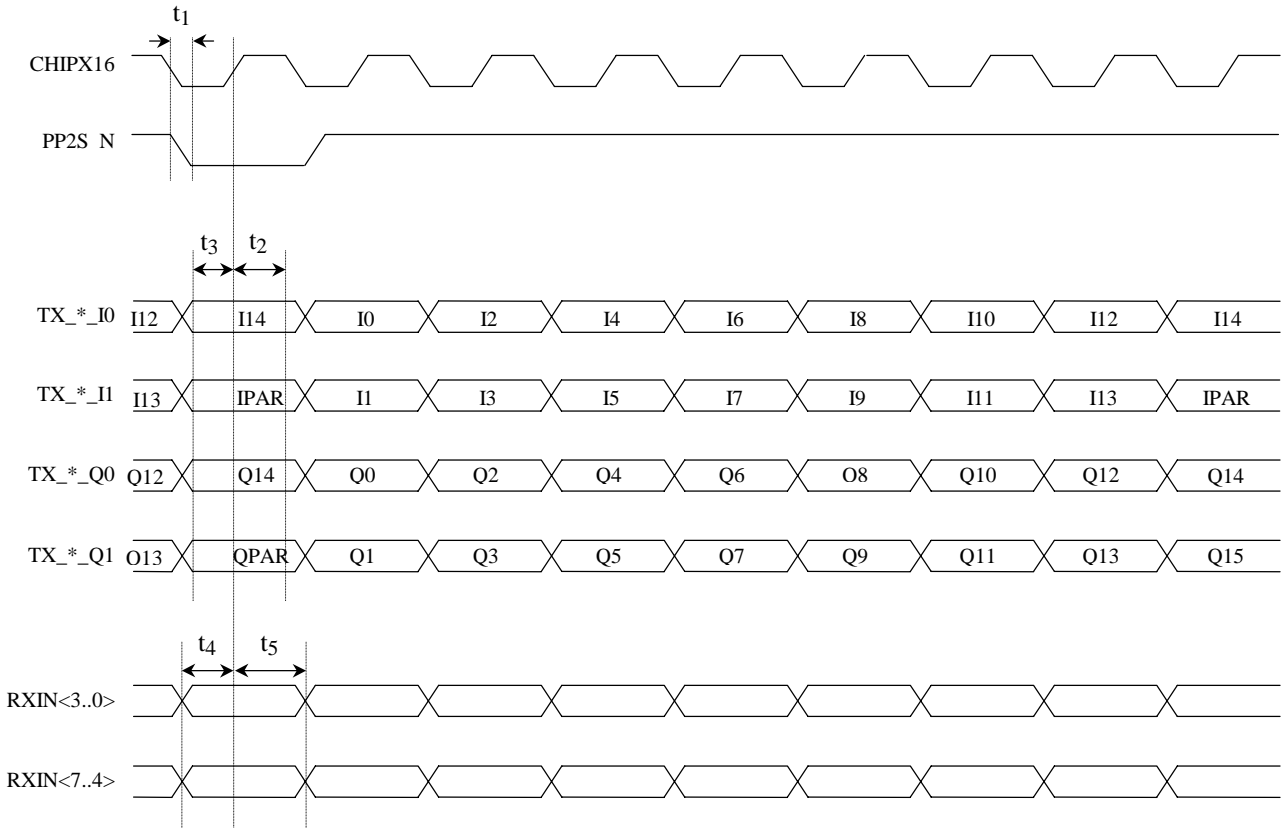 t1
CHIPX16
PP2S N
t3 t2
TX_*_I0 I12 I14 I0 I2 I4 I6 I8 I10 I12 I14
TX_*_I1 I13 IPAR I1 I3 I5 I7 I9 I11 I13 IPAR
TX_*_Q0 O12 Q14 Q0 Q2 Q4 Q6 O8 Q10 Q12 Q14
TX_*_Q1 O13 QPAR Q1 Q3 Q5 Q7 Q9 Q11 Q13 Q15
t4 t5
RXIN<3..0>
RXIN<7..4>